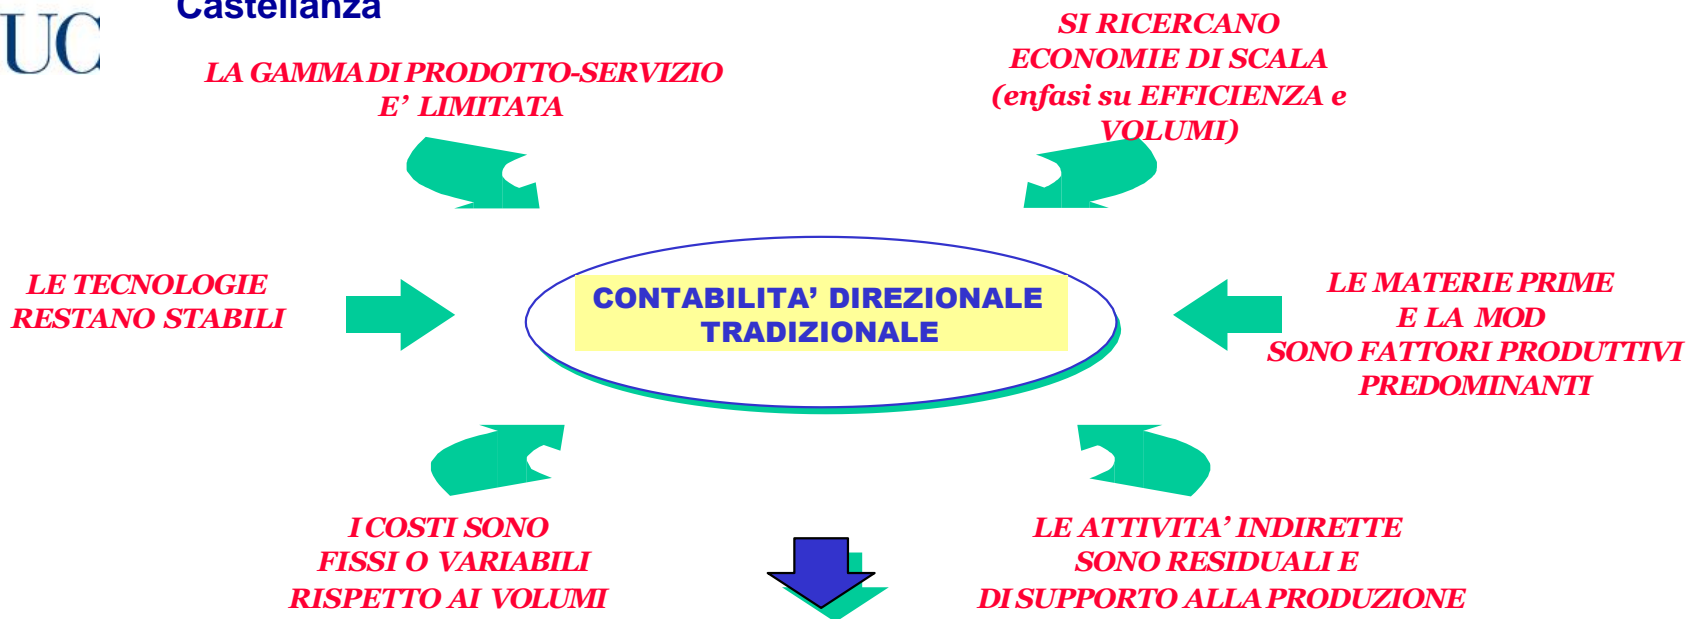 Castellanza
UC
LA GAMMA DI PRODOTTO-SERVIZIO
E’ LIMITATA
SI RICERCANO
ECONOMIE DI SCALA
(enfasi su EFFICIENZA e
VOLUMI)
LE TECNOLOGIE
RESTANO STABILI
CONTABILITA’ DIREZIONALE
TRADIZIONALE
LE MATERIE PRIME
E LA MOD
SONO FATTORI PRODUTTIVI
PREDOMINANTI
I COSTI SONO
FISSI O VARIABILI
RISPETTO AI VOLUMI
LE ATTIVITA’ INDIRETTE
SONO RESIDUALI E
DI SUPPORTO ALLA PRODUZIONE